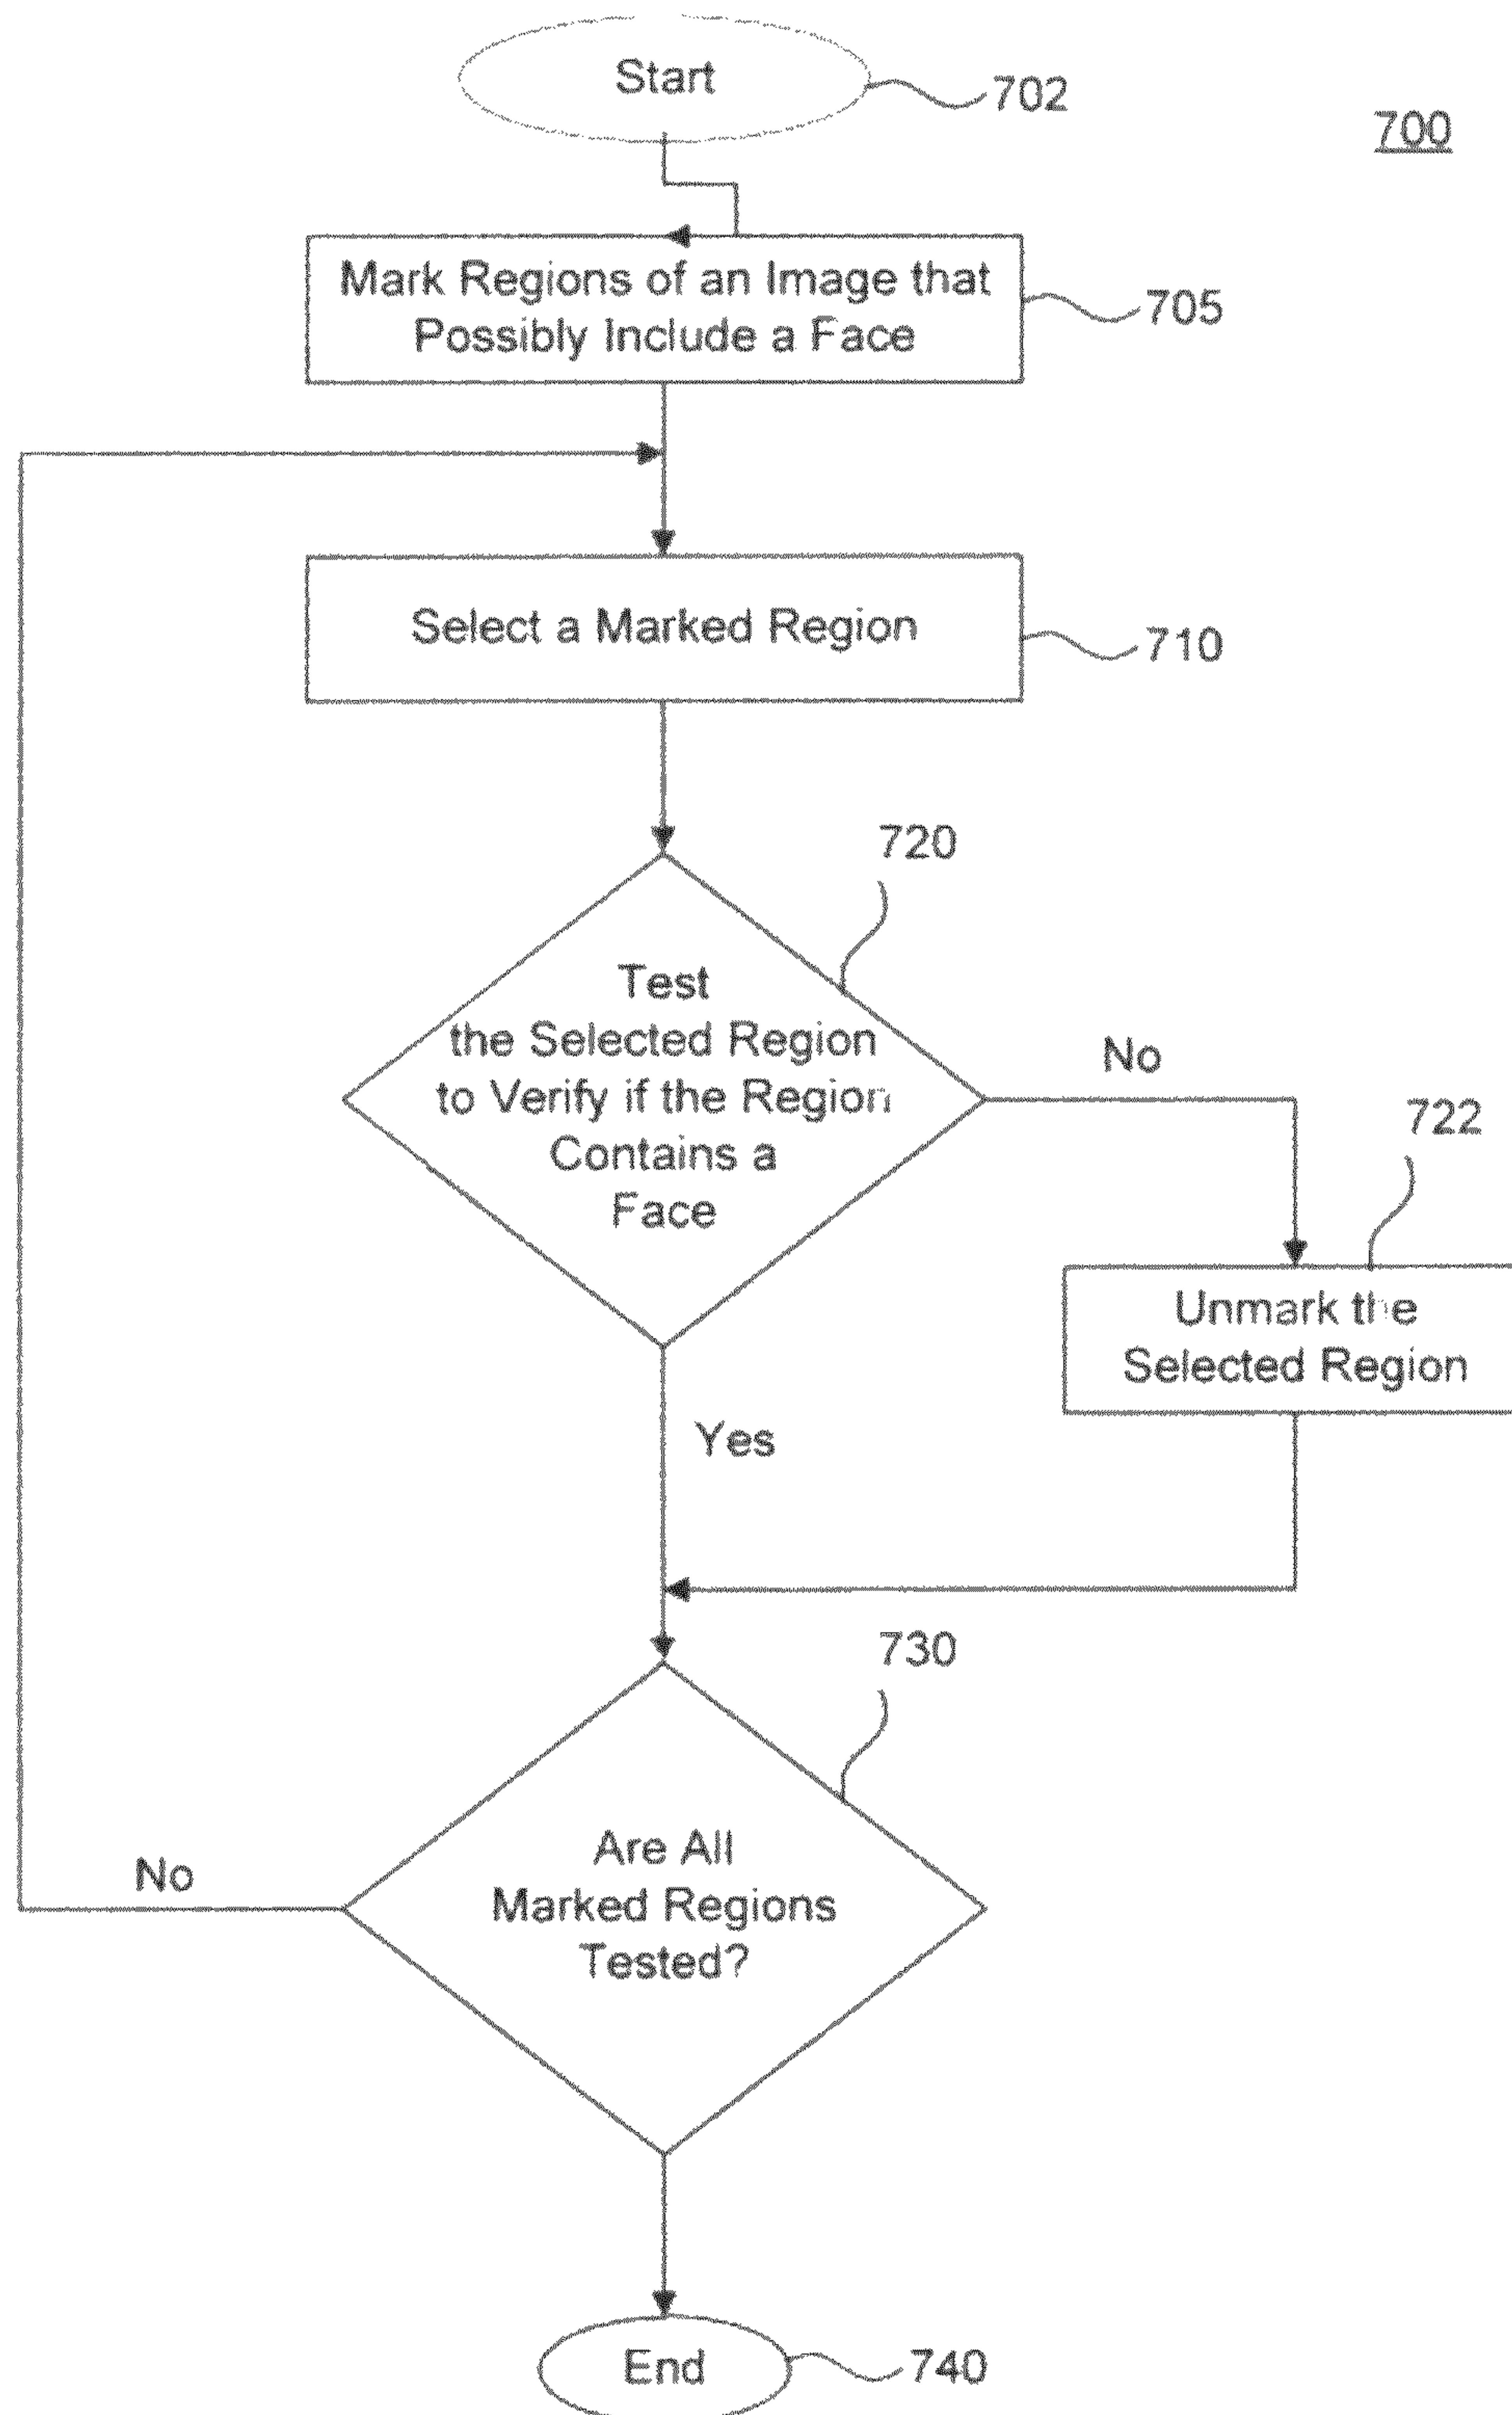 Start
702
700
Mark Regions of an Image that
Possibly Include a Face
705
Select a Marked Region
710
720
Test
the Selected Region
to Verify if the Region
Contains a
Face
No
722
Unmark the
Selected Region
Yes
730
Are All
Marked Regions
Tested?
No
End
740